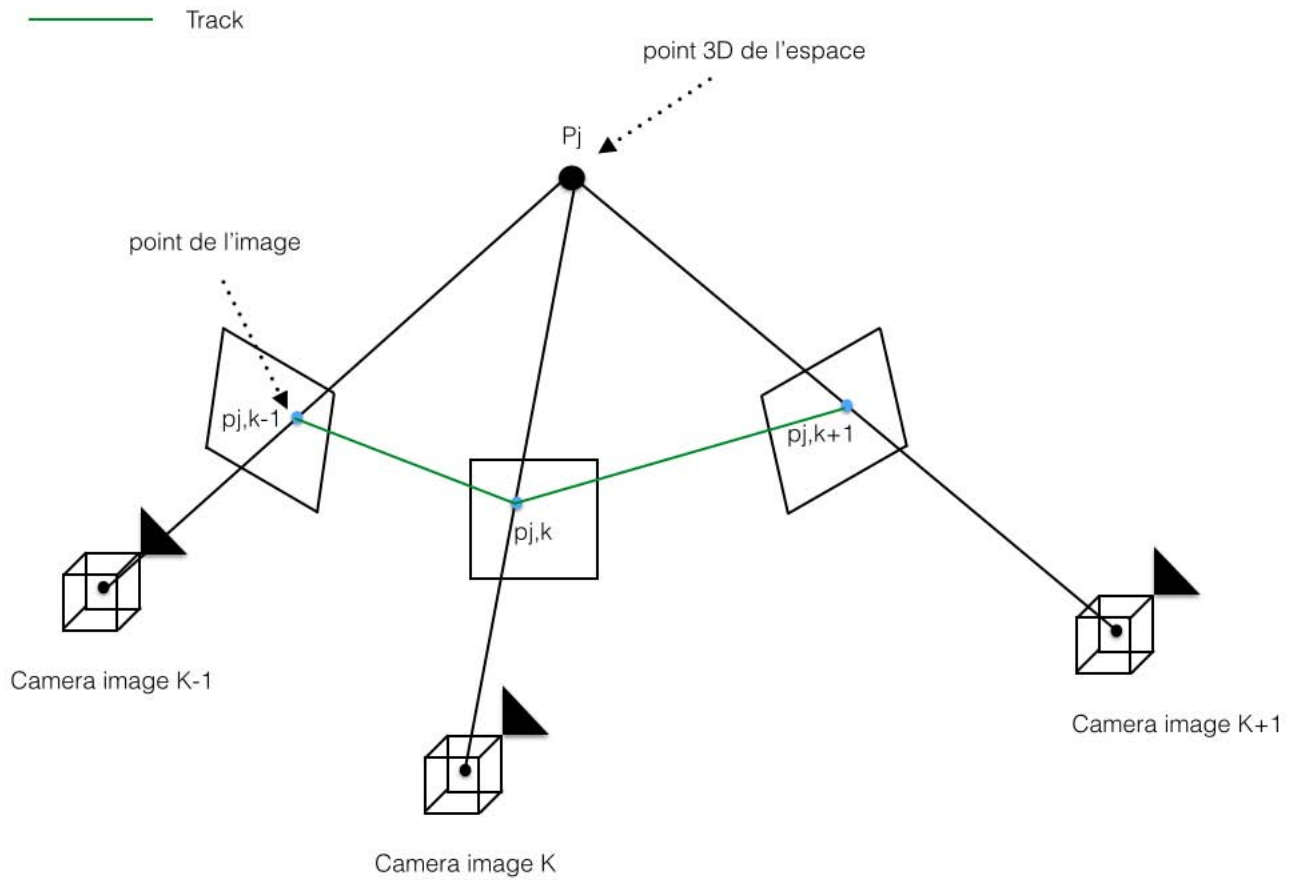 Track
point 3D de l'espace
Pj
point de l'image
pj,k-1
pj,k+1
pj,k
Camera image K-1
Camera image K+1
Camera image K